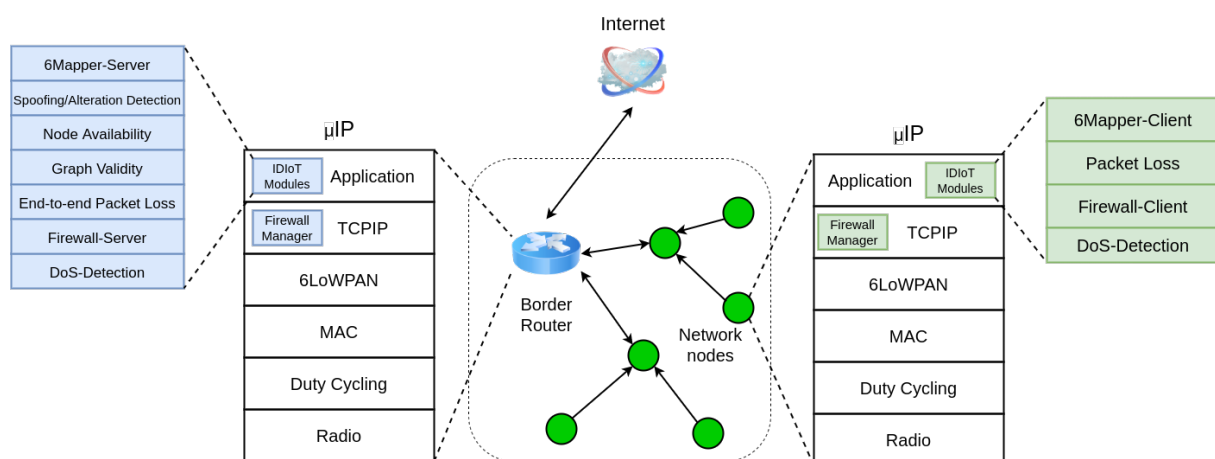 Internet
6Mapper-Server
Spoofing/Alteration Detection
Node Availability
Graph Validity
End-to-end Packet Loss
Firewall-Server
DoS-Detection
μIP
IDIoT
Modules
Application
Firewall
Manager
TCPIP
6LoWPAN
MAC
Duty Cycling
Radio
Border
Router
Network
nodes
μIP
Application
IDIoT
Modules
Firewall
Manager
TCPIP
6LoWPAN
MAC
Duty Cycling
Radio
6Mapper-Client
Packet Loss
Firewall-Client
DoS-Detection